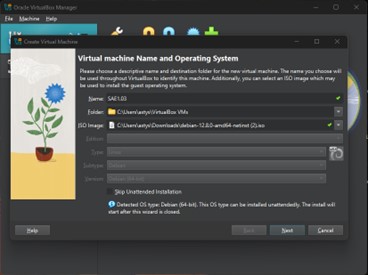 Oracle VirtualBox Manager
File Machine Help
Create Virtual Machine
Virtual machine Name and Operating System
Please choose a descriptive name and destination folder for the new virtual machine. The name you choose will
be used throughout VirtualBox to identify this machine. Additionally, you can select an ISO image which may
be used to install the guest operating system.
Name: SAE1.03
Folder: C:\Users\astys\VirtualBox VMs
ISO Image: C:\Users\astys\Downloads\debian-12.8.0-amd64-netinst (2).iso
Edition:
Type: Linux
Subtype: Debian
Version: Debian (64-bit)
Skip Unattended Installation
Detected OS type: Debian (64-bit). This OS type can be installed unattendedly. The install will
start after this wizard is closed.
Help Back Next Cancel